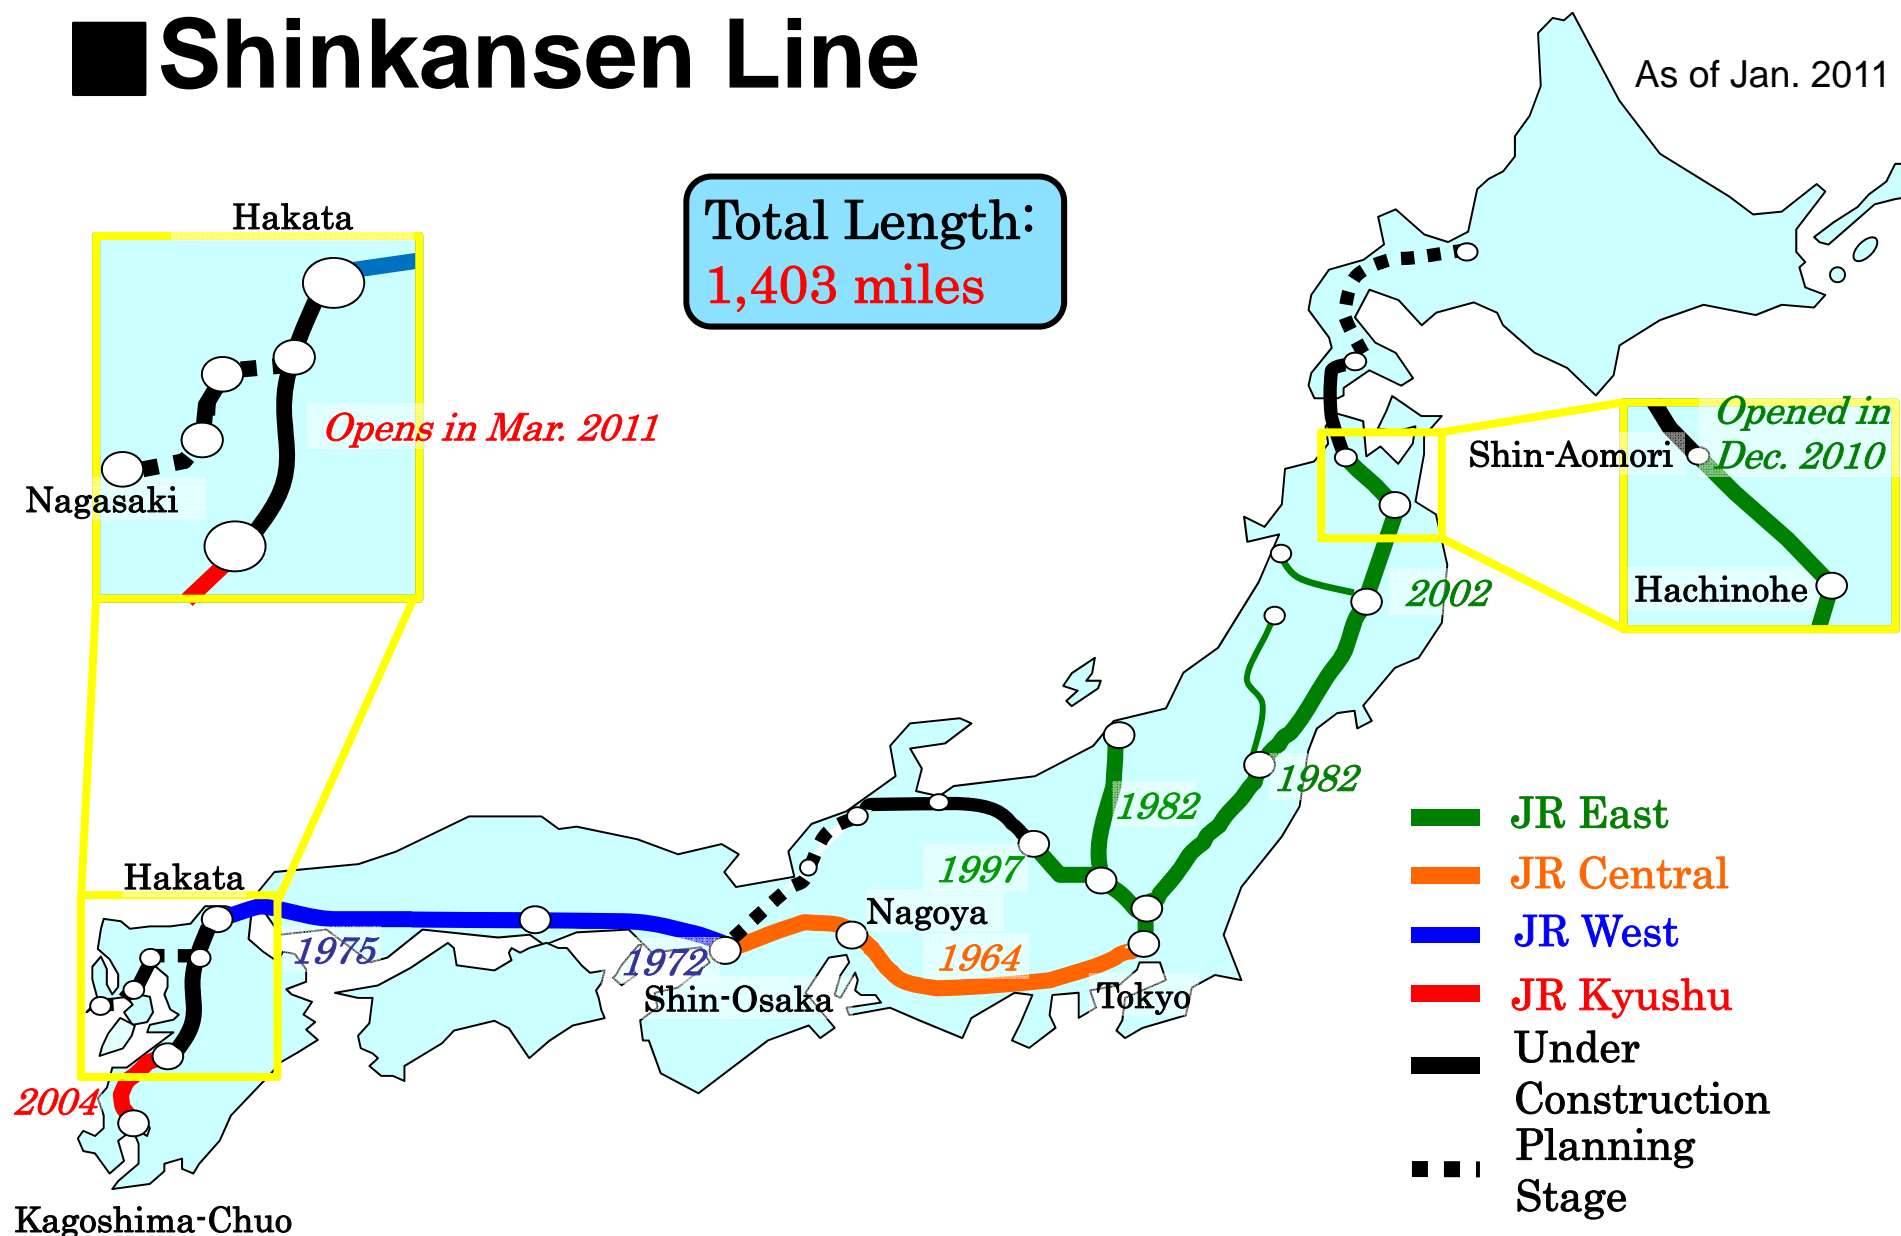 ■Shinkansen Line
As of Jan. 2011
Total Length:
1,403 miles
Hakata
Opens in Mar. 2011
Nagasaki
Opened in
Dec. 2010
Shin-Aomori
Hachinohe
2002
1982
1982
1997
Hakata
Nagoya
1975
1972
1964
Shin-Osaka
Tokyo
2004
Kagoshima-Chuo
JR East
JR Central
JR West
JR Kyushu
Under
Construction
Planning
Stage